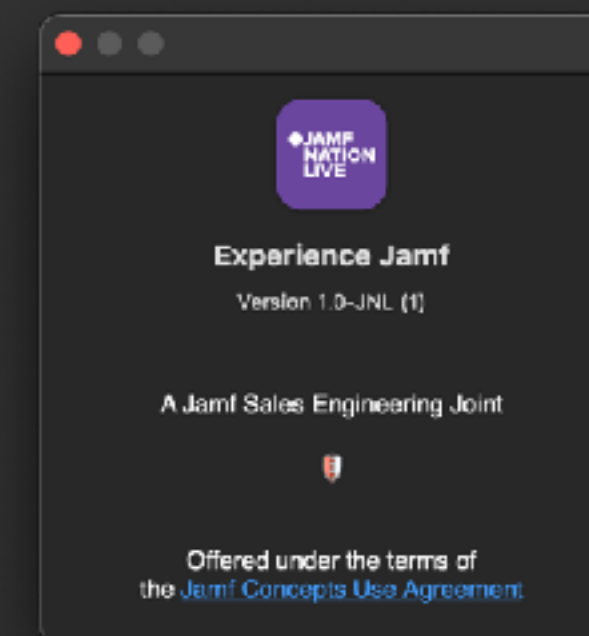 JAMF
NATION
LIVE
Experience Jamf
Version 1.0-JNL (1)
A Jamf Sales Engineering Joint
Offered under the terms of
the Jamf Concepts Use Agreement